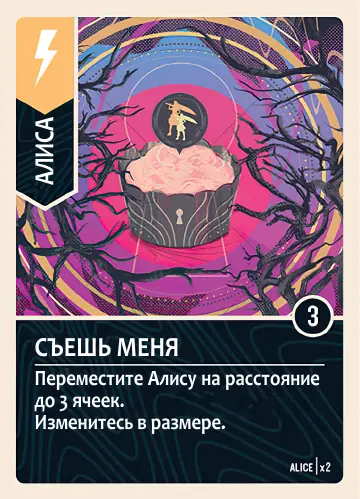 АЛИСА
3
СЪЕШЬ МЕНЯ
Переместите Алису на расстояние
до 3 ячеек.
Изменитесь в размере.
ALICE | x2